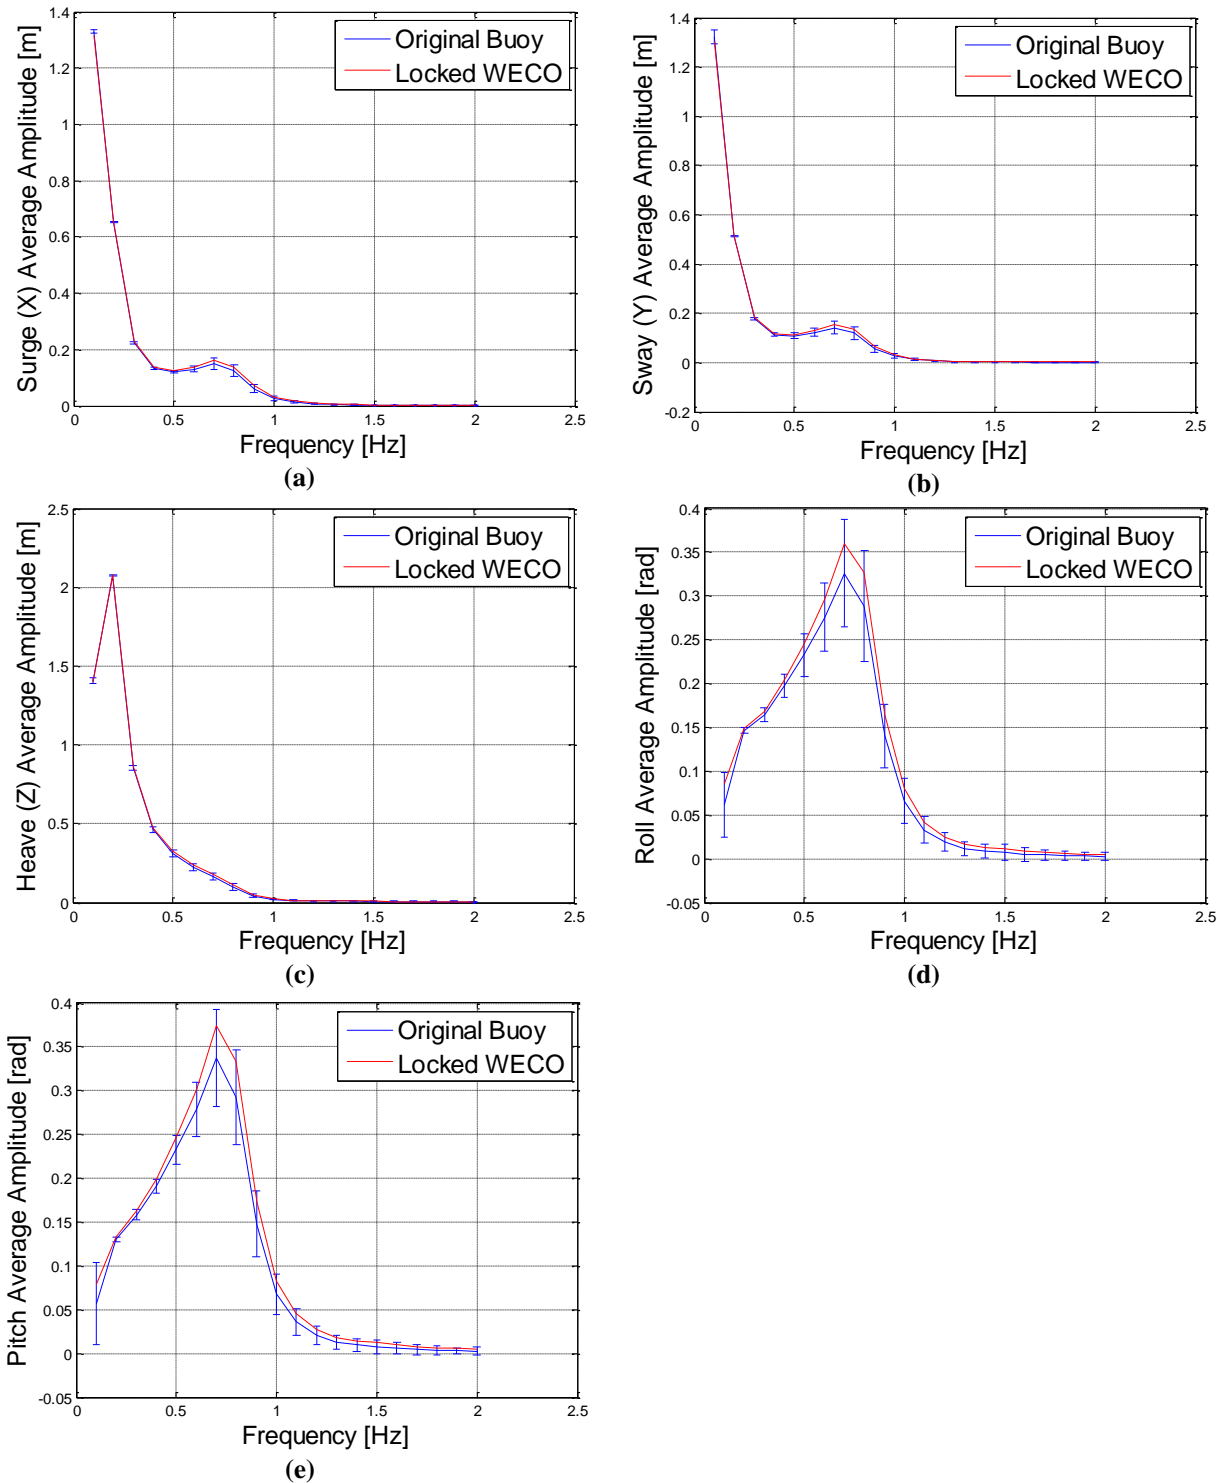 Surge (X) Average Amplitude [m]
1.4
1.2
1
0.8
0.6
0.4
0.2
0
0 0.5 1 1.5 2 2.5
Original Buoy
Locked WECO
Frequency [Hz]
(a)
Sway (Y) Average Amplitude [m]
1.4
1.2
1
0.8
0.6
0.4
0.2
0
-0.2
0 0.5 1 1.5 2 2.5
Original Buoy
Locked WECO
Frequency [Hz]
(b)
Heave (Z) Average Amplitude [m]
2.5
2
1.5
1
0.5
0
0 0.5 1 1.5 2 2.5
Original Buoy
Locked WECO
Frequency [Hz]
(c)
Roll Average Amplitude [rad]
0.4
0.35
0.3
0.25
0.2
0.15
0.1
0.05
0
-0.05
0 0.5 1 1.5 2 2.5
Original Buoy
Locked WECO
Frequency [Hz]
(d)
Pitch Average Amplitude [rad]
0.4
0.35
0.3
0.25
0.2
0.15
0.1
0.05
0
-0.05
0 0.5 1 1.5 2 2.5
Original Buoy
Locked WECO
Frequency [Hz]
(e)